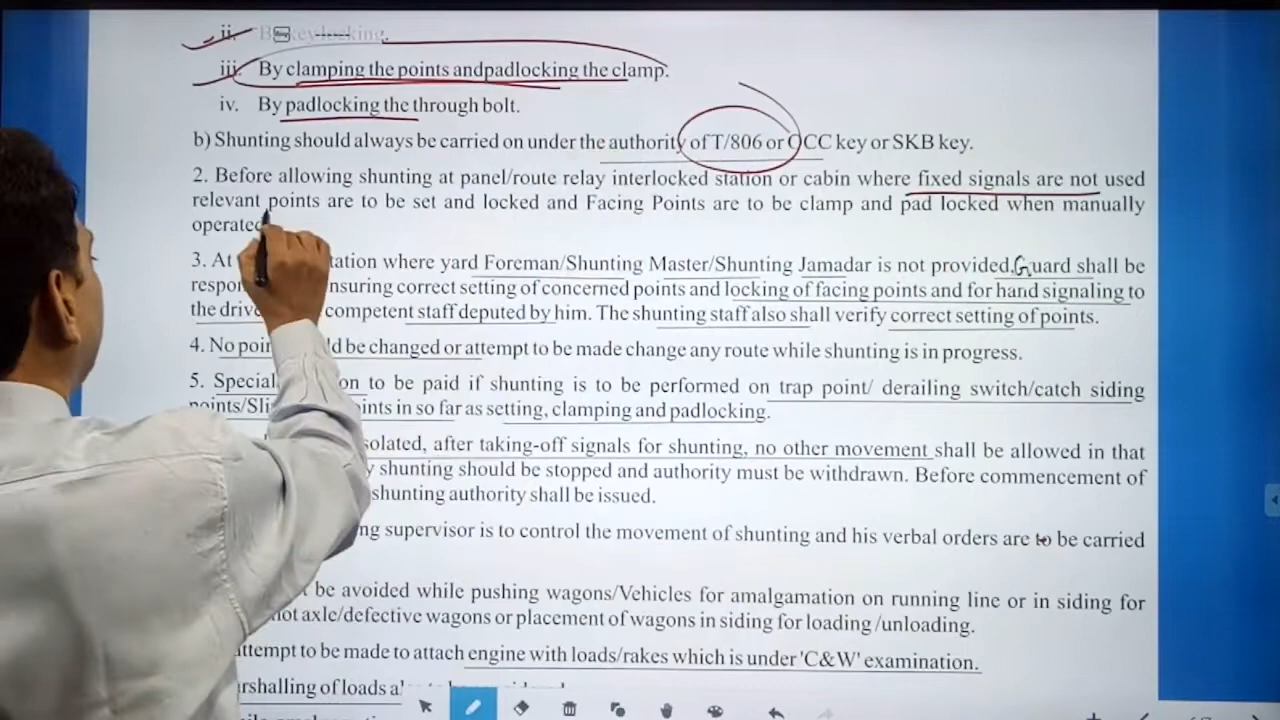 ii. By key locking.
iii. By clamping the points andpadlocking the clamp.
iv. By padlocking the through bolt.
b) Shunting should always be carried on under the authority of T/806 or OCC key or SKB key.
2. Before allowing shunting at panel/route relay interlocked station or cabin where fixed signals are not used
relevant points are to be set and locked and Facing Points are to be clamp and pad locked when manually
operated
3. At tation where yard Foreman/Shunting Master/Shunting Jamadar is not provided, Guard shall be
respon nsuring correct setting of concerned points and locking of facing points and for hand signaling to
the drive competent staff deputed by him. The shunting staff also shall verify correct setting of points.
4. No poin ld be changed or attempt to be made change any route while shunting is in progress.
5. Special on to be paid if shunting is to be performed on trap point/ derailing switch/catch siding
points/Sli ints in so far as setting, clamping and padlocking.
solated, after taking-off signals for shunting, no other movement shall be allowed in that
y shunting should be stopped and authority must be withdrawn. Before commencement of
shunting authority shall be issued.
ng supervisor is to control the movement of shunting and his verbal orders are to be carried
be avoided while pushing wagons/Vehicles for amalgamation on running line or in siding for
hot axle/defective wagons or placement of wagons in siding for loading /unloading.
attempt to be made to attach engine with loads/rakes which is under 'C&W' examination.
rshalling of loads a